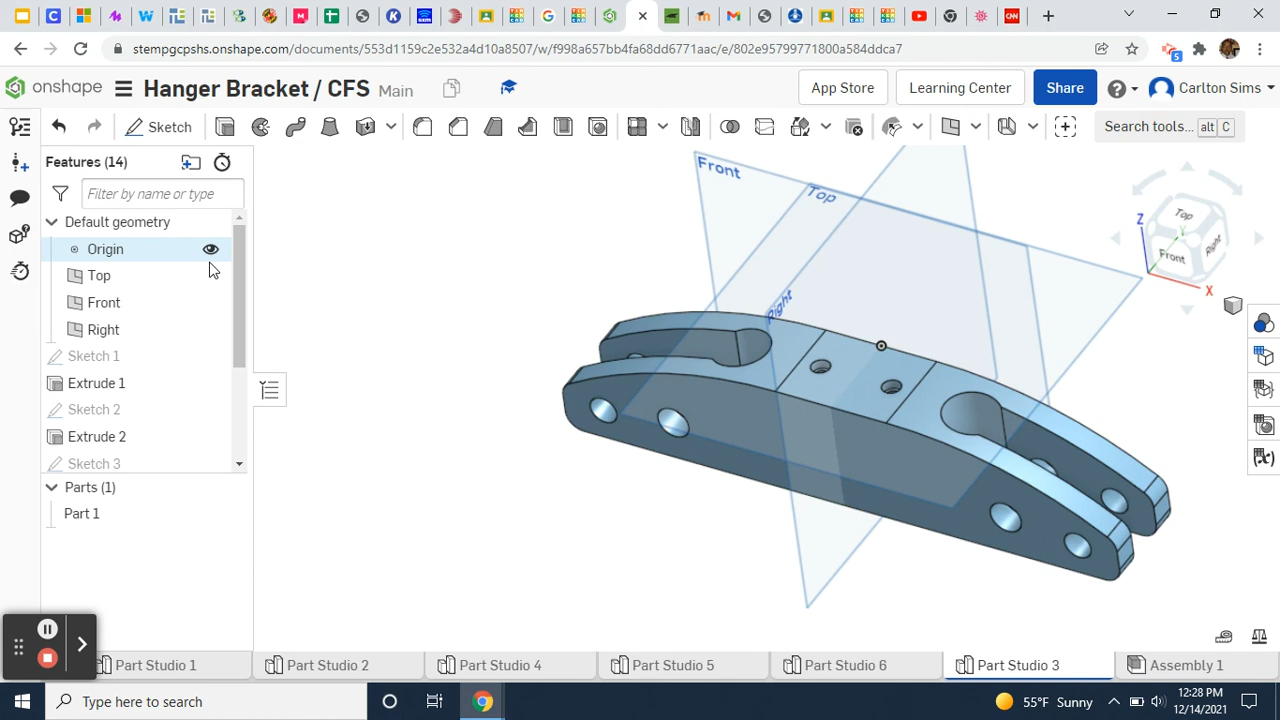 stempgcpshs.onshape.com/documents/553d1159c2e532a4d10a8507/w/f998a657bb4fa68dd6771aac/e/802e95799771800a584ddca7
5
onshape
Hanger Bracket / CFS Main
App Store
Learning Center
Share
Carlton Sims
Sketch
Search tools... alt C
Features (14)
Filter by name or type
Default geometry
Origin
Top
Front
Right
Sketch 1
Extrude 1
Sketch 2
Extrude 2
Sketch 3
Parts (1)
Part 1
Front
Top
Right
Top
Z
Y
Front
Right
X
Part Studio 1
Part Studio 2
Part Studio 4
Part Studio 5
Part Studio 6
Part Studio 3
Assembly 1
Type here to search
55°F Sunny
12:28 PM
12/14/2021